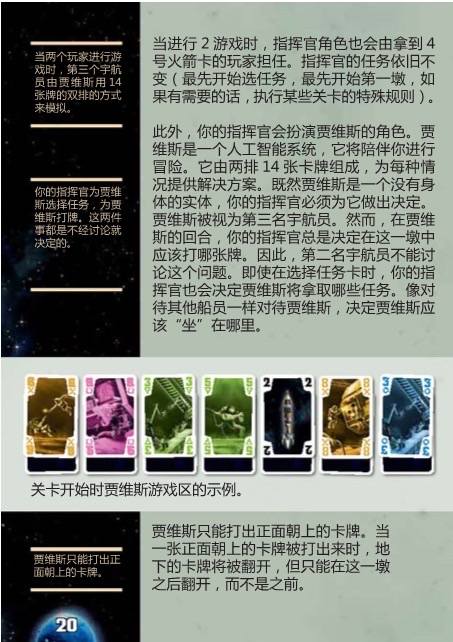 当两个玩家进行游
戏时，第三个宇航
员由贾维斯用14
张牌的双排的方式
来模拟。
当进行2游戏时，指挥官角色也会由拿到4
号火箭卡的玩家担任。指挥官的任务依旧不
变（最先开始选任务，最先开始第一墩，如
果有需要的话，执行某些关卡的特殊规则）。
此外，你的指挥官会扮演贾维斯的角色。贾
维斯是一个人工智能系统，它将陪伴你进行
冒险。它由两排14张卡牌组成，为每种情
况提供解决方案。既然贾维斯是一个没有身
体的实体，你的指挥官必须为它做出决定。
贾维斯被视为第三名宇航员。然而，在贾维
斯的回合，你的指挥官总是决定在这一墩中
应该打哪张牌。因此，第二名宇航员不能讨
论这个问题。即使在选择任务卡时，你的指
挥官也会决定贾维斯将拿取哪些任务。像对
待其他船员一样对待贾维斯，决定贾维斯应
该“坐”在哪里。
你的指挥官为贾维
斯选择任务，为贾
维斯打牌。这两件
事都是不经讨论就
决定的。
8 8 3 3 5 5 2 2 8 8 3 3
关卡开始时贾维斯游戏区的示例。
贾维斯只能打出正面朝上的卡牌。当
一张正面朝上的卡牌被打出来时，地
下的卡牌将被翻开，但只能在这一墩
之后翻开，而不是之前。
贾维斯只能打出正
面朝上的卡牌。
20